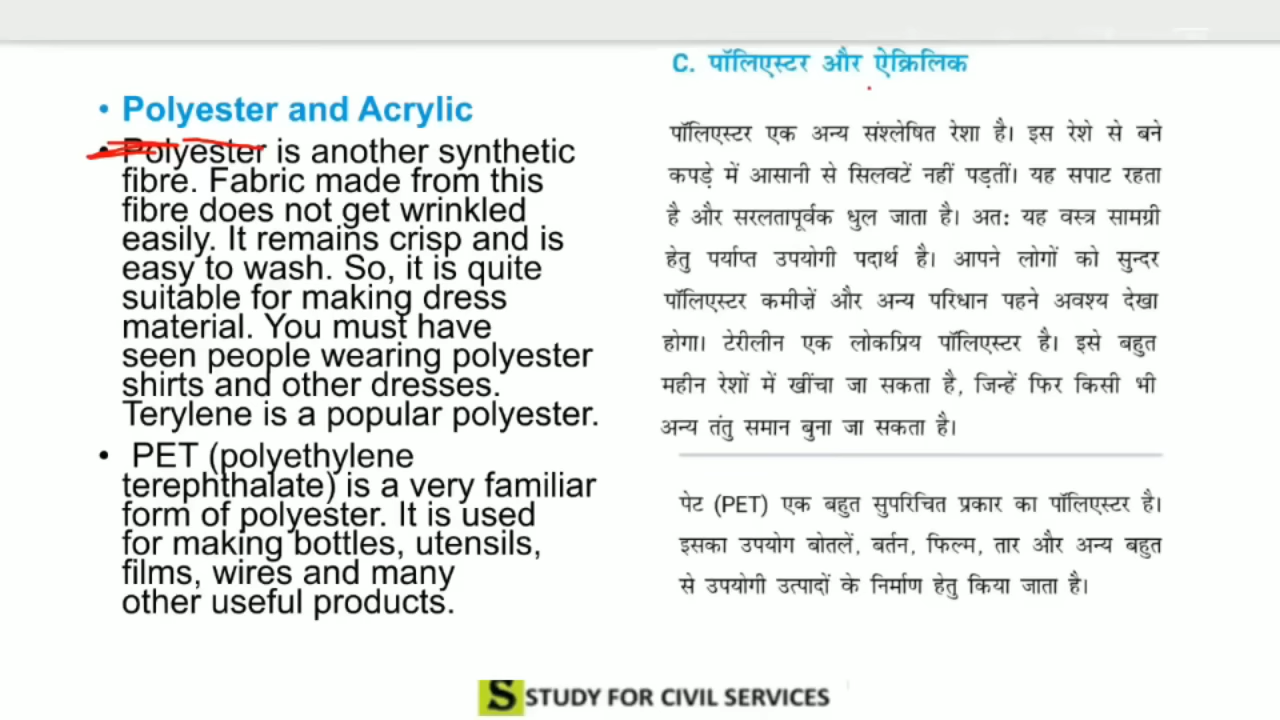 • Polyester and Acrylic
• Polyester is another synthetic
fibre. Fabric made from this
fibre does not get wrinkled
easily. It remains crisp and is
easy to wash. So, it is quite
suitable for making dress
material. You must have
seen people wearing polyester
shirts and other dresses.
Terylene is a popular polyester.
• PET (polyethylene
terephthalate) is a very familiar
form of polyester. It is used
for making bottles, utensils,
films, wires and many
other useful products.
C. पॉलिएस्टर और ऐक्रिलिक
पॉलिएस्टर एक अन्य संश्लेषित रेशा है। इस रेशे से बने
कपड़े में आसानी से सिलवटें नहीं पड़तीं। यह सपाट रहता
है और सरलतापूर्वक धुल जाता है। अतः यह वस्त्र सामग्री
हेतु पर्याप्त उपयोगी पदार्थ है। आपने लोगों को सुन्दर
पॉलिएस्टर कमीज़ें और अन्य परिधान पहने अवश्य देखा
होगा। टेरीलीन एक लोकप्रिय पॉलिएस्टर है। इसे बहुत
महीन रेशों में खींचा जा सकता है, जिन्हें फिर किसी भी
अन्य तंतु समान बुना जा सकता है।
पेट (PET) एक बहुत सुपरिचित प्रकार का पॉलिएस्टर है।
इसका उपयोग बोतलें, बर्तन, फिल्म, तार और अन्य बहुत
से उपयोगी उत्पादों के निर्माण हेतु किया जाता है।
S STUDY FOR CIVIL SERVICES